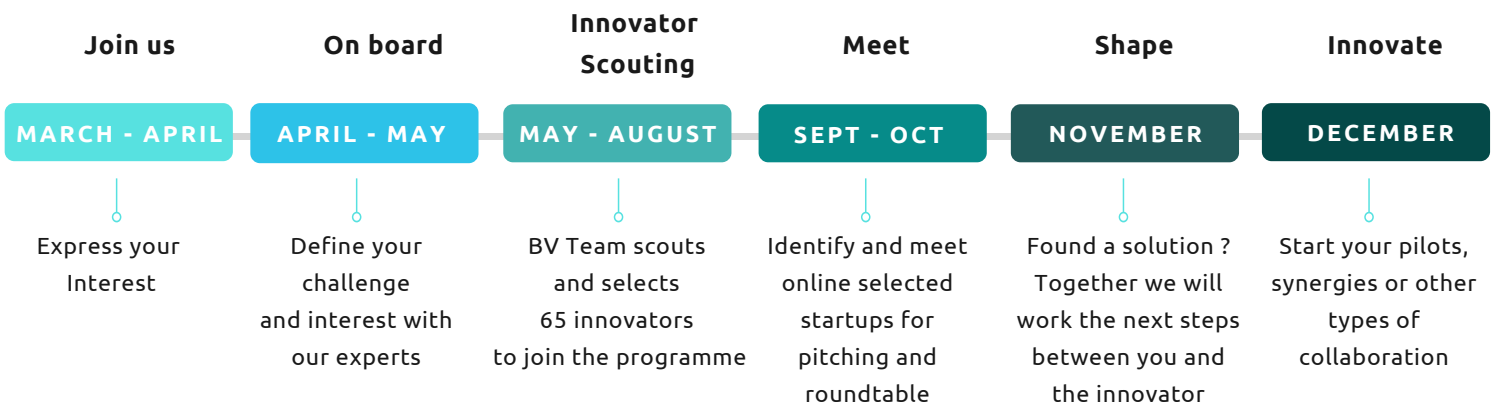 Join us
On board
Innovator
Scouting
Meet
Shape
Innovate
MARCH - APRIL
APRIL - MAY
MAY - AUGUST
SEPT - OCT
NOVEMBER
DECEMBER
Express your
Interest
Define your
challenge
and interest with
our experts
BV Team scouts
and selects
65 innovators
to join the programme
Identify and meet
online selected
startups for
pitching and
roundtable
Found a solution ?
Together we will
work the next steps
between you and
the innovator
Start your pilots,
synergies or other
types of
collaboration